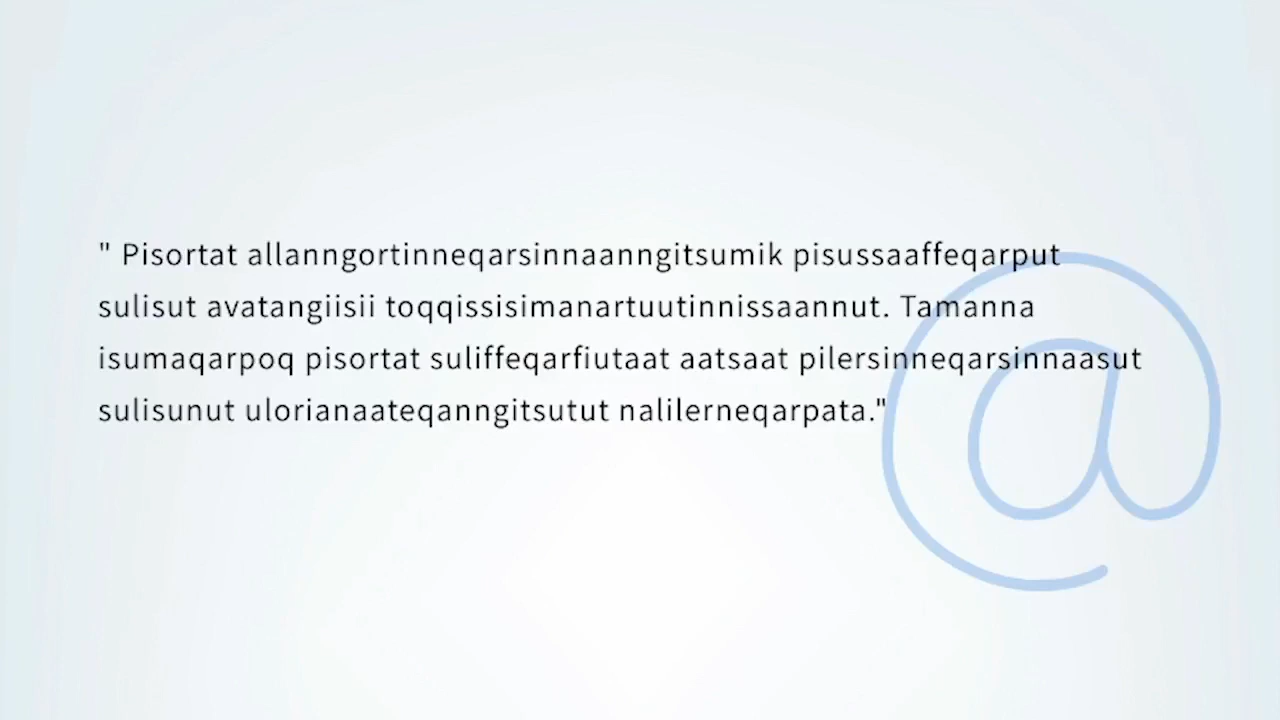 " Pisortat allanngortinneqarsinnaanngitsumik pisussaaffeqarput
sulisut avatangiisii toqqissisimanartuutinnissaannut. Tamanna
isumaqarpoq pisortat suliffeqarfiutaat aatsaat pilersinneqarsinnaasut
sulisunut ulorianaateqanngitsutut nalilerneqarpata."
@